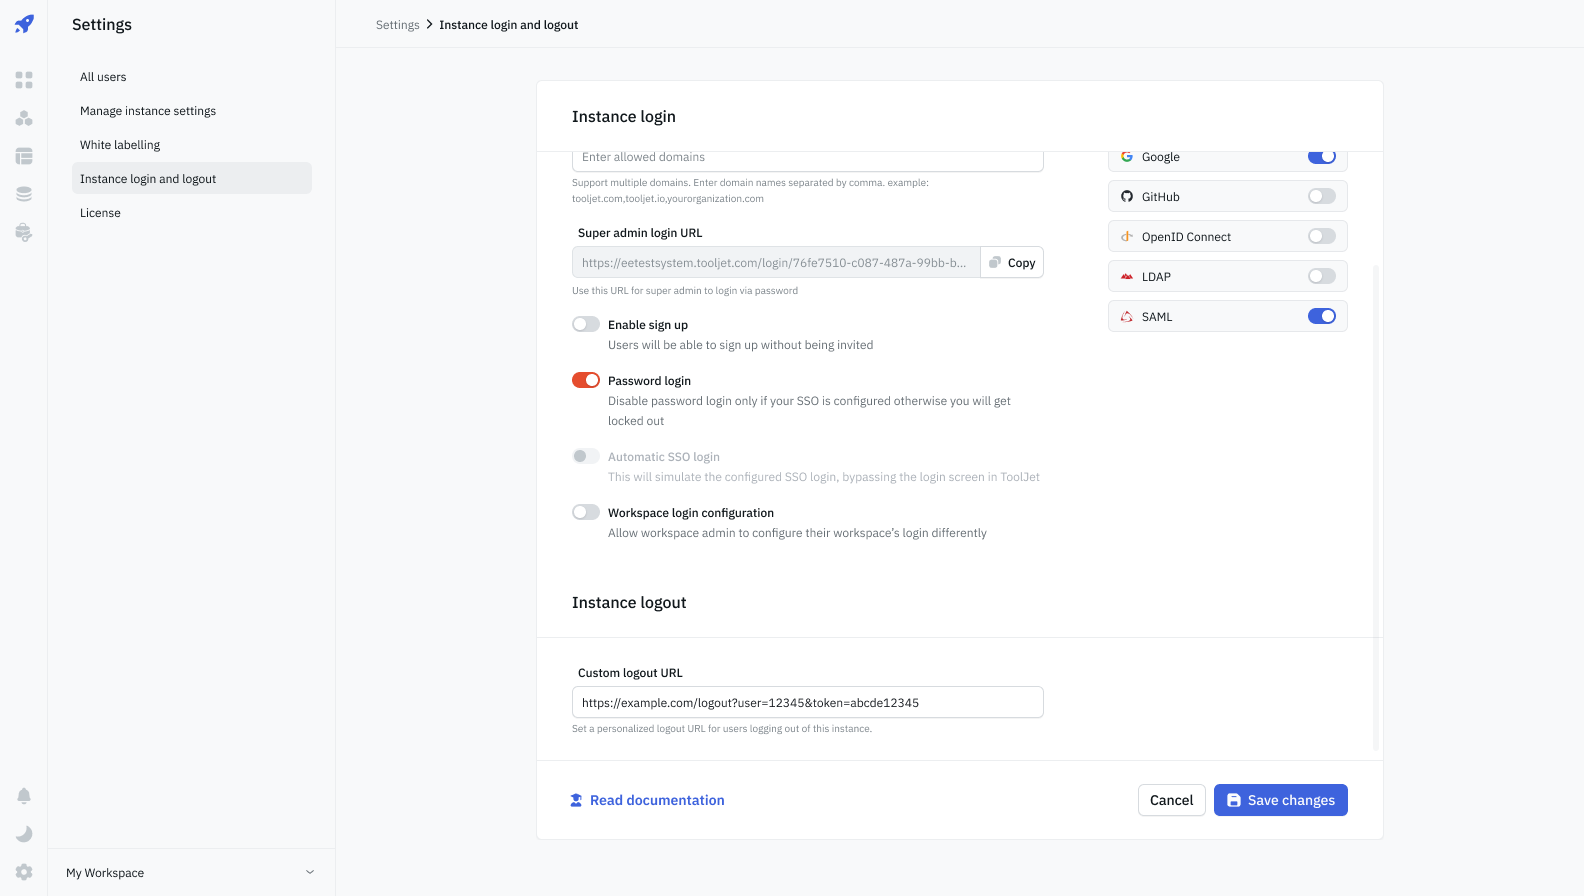 Settings
All users
Manage instance settings
White labelling
Instance login and logout
License
My Workspace
Settings > Instance login and logout
Instance login
Enter allowed domains
Support multiple domains. Enter domain names separated by comma. example:
tooljet.com,tooljet.io,yourorganization.com
Super admin login URL
https://eetestsystem.tooljet.com/login/76fe7510-c087-487a-99bb-b...
Copy
Use this URL for super admin to login via password
Enable sign up
Users will be able to sign up without being invited
Password login
Disable password login only if your SSO is configured otherwise you will get
locked out
Automatic SSO login
This will simulate the configured SSO login, bypassing the login screen in ToolJet
Workspace login configuration
Allow workspace admin to configure their workspace's login differently
Google
GitHub
OpenID Connect
LDAP
SAML
Instance logout
Custom logout URL
https://example.com/logout?user=12345&token=abcde12345
Set a personalized logout URL for users logging out of this instance.
Read documentation
Cancel
Save changes